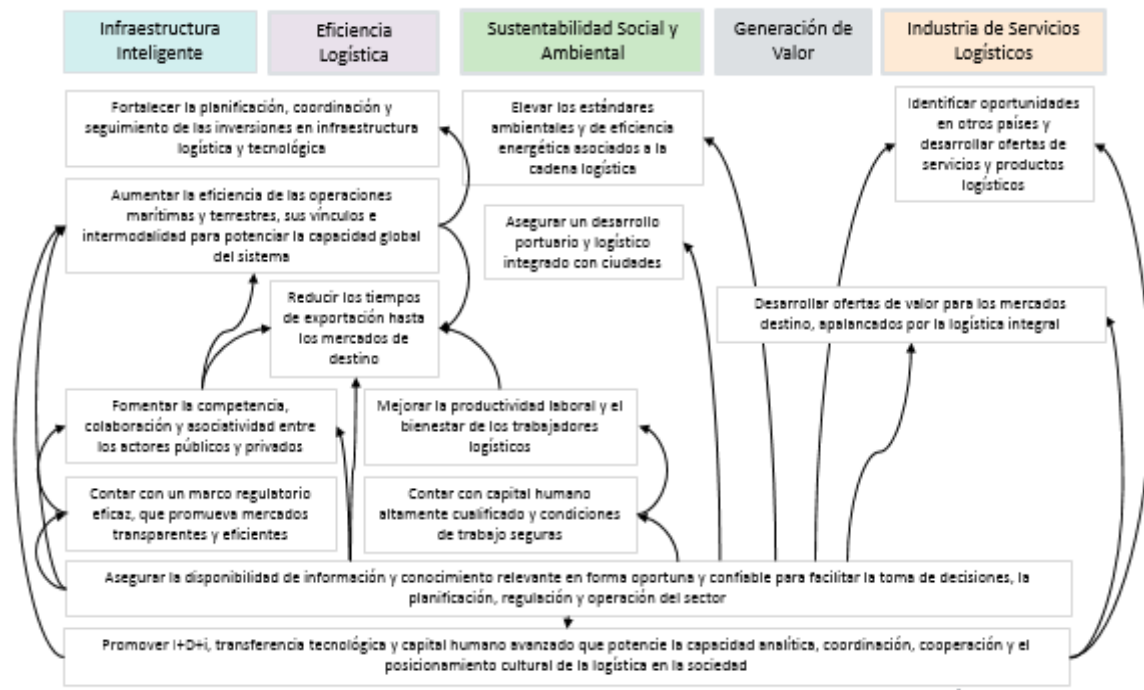 Infraestructura
Inteligente
Eficiencia
Logística
Sustentabilidad Social y
Ambiental
Generación de
Valor
Industria de Servicios
Logísticos
Fortalecer la planificación, coordinación y
seguimiento de las inversiones en infraestructura
logística y tecnológica
Elevar los estándares
ambientales y de eficiencia
energética asociados a la
cadena logística
Identificar oportunidades
en otros países y
desarrollar ofertas de
servicios y productos
logísticos
Aumentar la eficiencia de las operaciones
marítimas y terrestres, sus vínculos e
intermodalidad para potenciar la capacidad global
del sistema
Asegurar un desarrollo
portuario y logístico
integrado con ciudades
Reducir los tiempos
de exportación hasta
los mercados de
destino
Desarrollar ofertas de valor para los mercados
destino, apalancados por la logística integral
Fomentar la competencia,
colaboración y asociatividad entre
los actores públicos y privados
Mejorar la productividad laboral y el
bienestar de los trabajadores
logísticos
Contar con un marco regulatorio
eficaz, que promueva mercados
transparentes y eficientes
Contar con capital humano
altamente cualificado y condiciones
de trabajo seguras
Asegurar la disponibilidad de información y conocimiento relevante en forma oportuna y confiable para facilitar la toma de decisiones, la
planificación, regulación y operación del sector
Promover I+D+i, transferencia tecnológica y capital humano avanzado que potencie la capacidad analítica, coordinación, cooperación y el
posicionamiento cultural de la logística en la sociedad